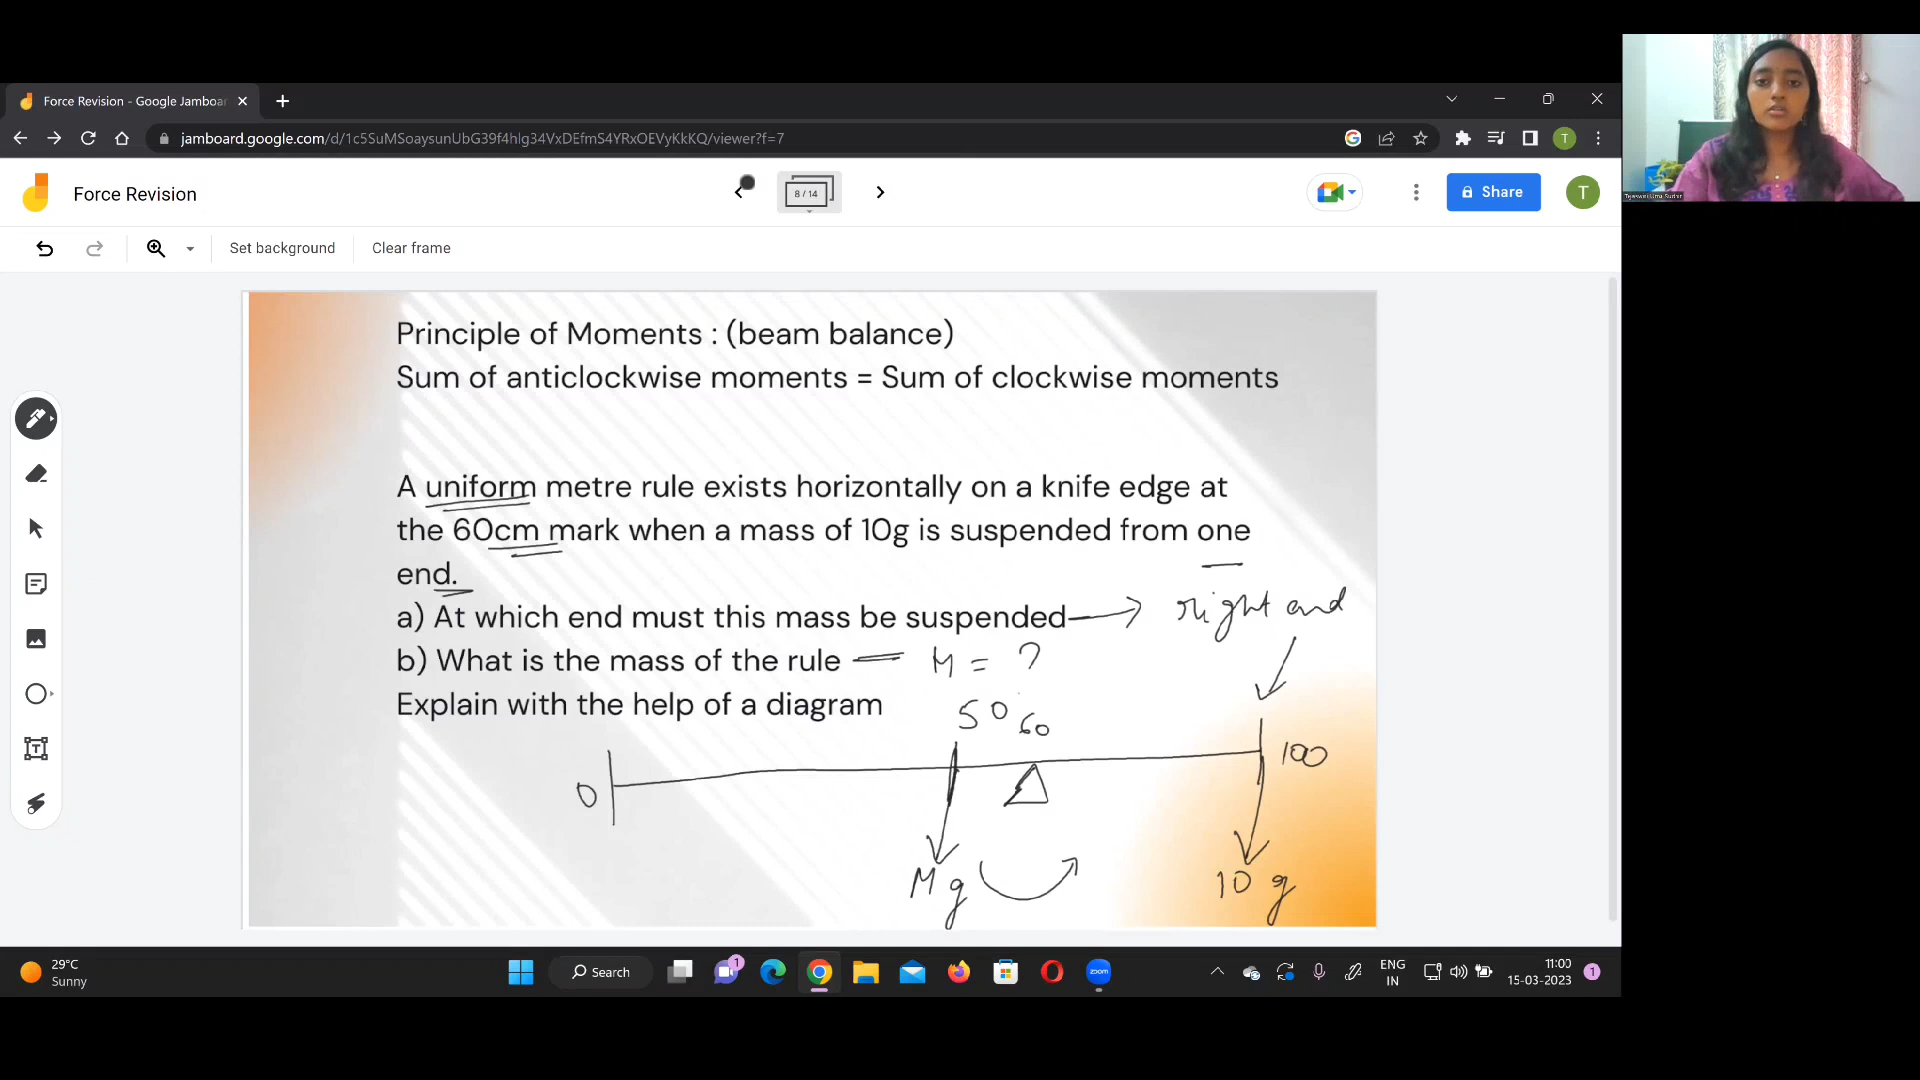 Force Revision - Google Jamboar
jamboard.google.com/d/1c5SuMSoaysunUbG39f4hlg34VxDEfmS4YRxOEVyKkKQ/viewer?f=7
T
Force Revision
8 / 14
Share
T
Set background
Clear frame
Principle of Moments : (beam balance)
Sum of anticlockwise moments = Sum of clockwise moments
A uniform metre rule exists horizontally on a knife edge at
the 60cm mark when a mass of 10g is suspended from one
end.
a) At which end must this mass be suspended → right end
b) What is the mass of the rule — M = ?
Explain with the help of a diagram
50 60
0
100
Mg
10 g
29°C
Sunny
Search
1
zoom
ENG
IN
11:00
15-03-2023
1